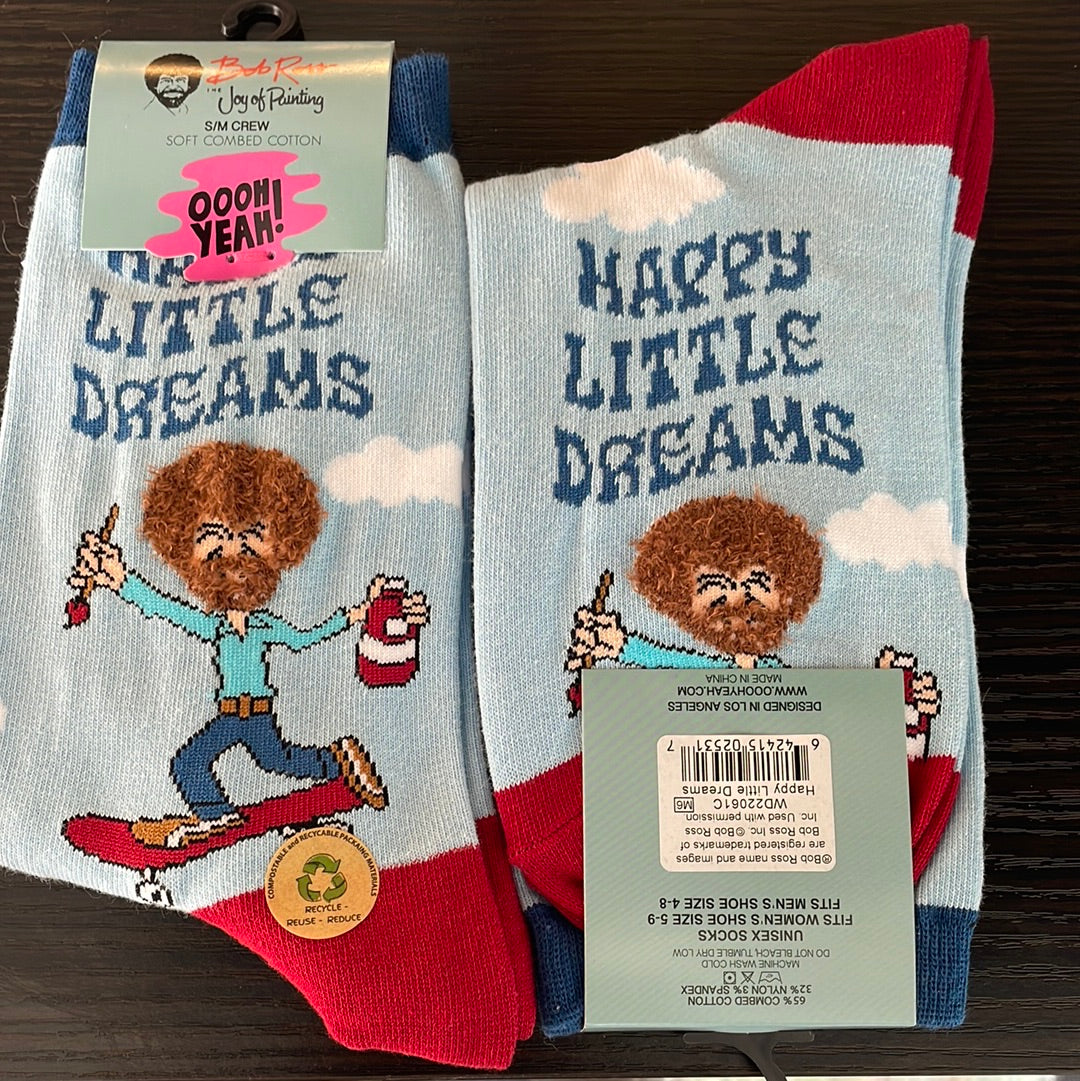 Bob Ross
THE
Joy of Painting
S/M CREW
SOFT COMBED COTTON
OOOH
YEAH!
LITTLE
DREAMS
COMPOSTABLE and RECYCLABLE PACKING MATERIALS
RECYCLE -
REUSE - REDUCE
HAPPY
LITTLE
DREAMS
65% COMBED COTTON
32% NYLON 3% SPANDEX
MACHINE WASH COLD
DO NOT BLEACH, TUMBLE DRY LOW
UNISEX SOCKS
FITS WOMEN'S SHOE SIZE 5-9
FITS MEN'S SHOE SIZE 4-8
®Bob Ross name and images
are registered trademarks of
Bob Ross Inc. ©Bob Ross
Inc. Used with permission
WD22061C M6
Happy Little Dreams
6 42415 02531 7
DESIGNED IN LOS ANGELES
WWW.OOOHYEAH.COM
MADE IN CHINA